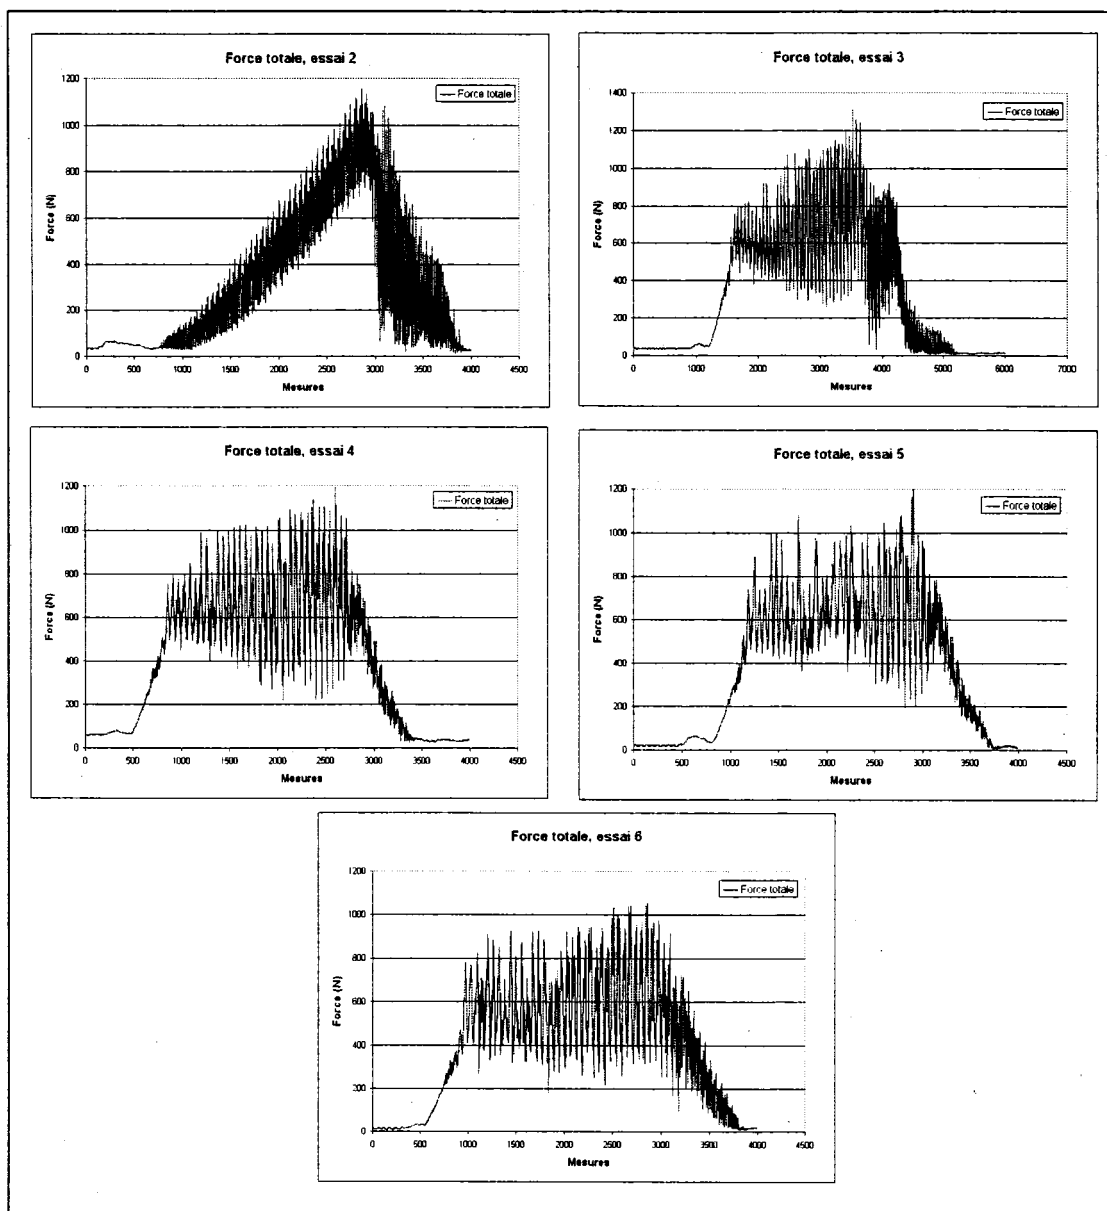 Force totale, essai 2
1200
1000
800
600
400
200
0
Force (N)
Force totale
0 500 1000 1500 2000 2500 3000 3500 4000 4500
Mesures
Force totale, essai 3
1400
1200
1000
800
600
400
200
0
Force (N)
Force totale
0 1000 2000 3000 4000 5000 6000 7000
Mesures
Force totale, essai 4
1200
1000
800
600
400
200
0
Force (N)
Force totale
0 500 1000 1500 2000 2500 3000 3500 4000 4500
Mesures
Force totale, essai 5
1200
1000
800
600
400
200
0
Force (N)
Force totale
0 500 1000 1500 2000 2500 3000 3500 4000 4500
Mesures
Force totale, essai 6
1200
1000
800
600
400
200
0
Force (N)
Force totale
0 500 1000 1500 2000 2500 3000 3500 4000 4500
Mesures